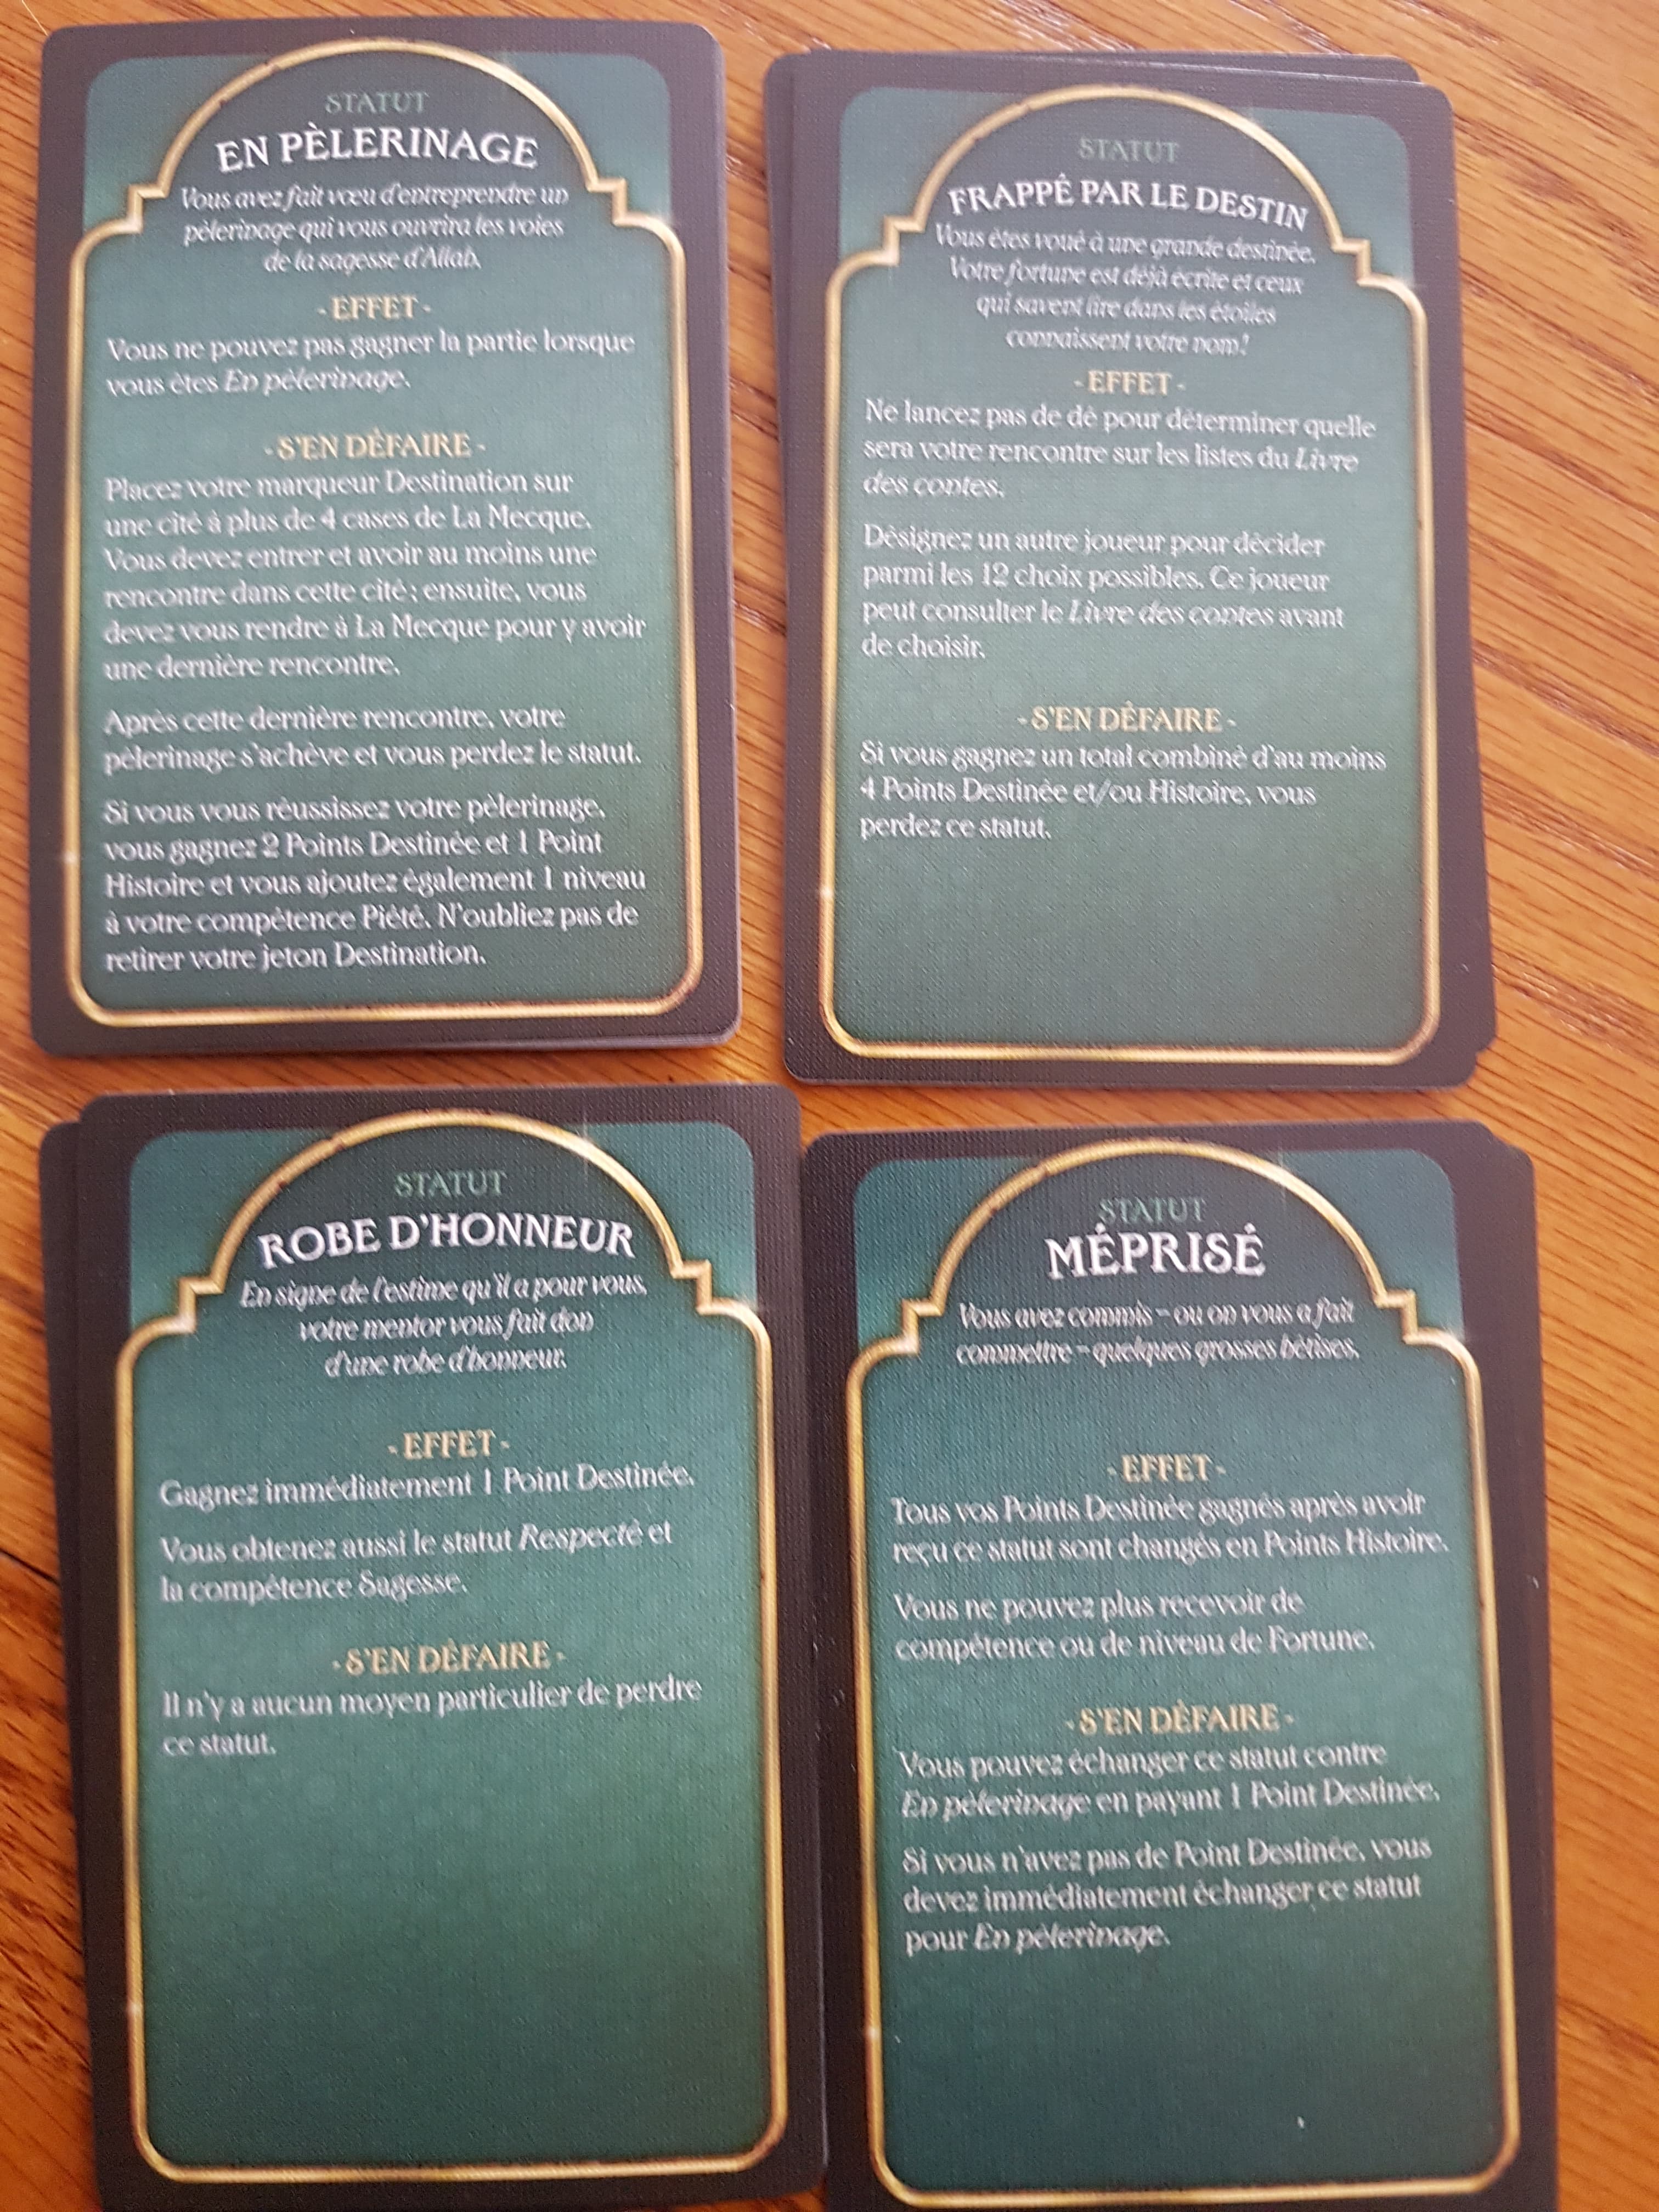 STATUT
EN PÈLERINAGE
Vous avez fait vœu d'entreprendre un
pèlerinage qui vous ouvrira les voies
de la sagesse d'Allah.
- EFFET -
Vous ne pouvez pas gagner la partie lorsque
vous êtes En pèlerinage.
- S'EN DÉFAIRE -
Placez votre marqueur Destination sur
une cité à plus de 4 cases de La Mecque.
Vous devez entrer et avoir au moins une
rencontre dans cette cité ; ensuite, vous
devez vous rendre à La Mecque pour y avoir
une dernière rencontre.
Après cette dernière rencontre, votre
pèlerinage s'achève et vous perdez le statut.
Si vous vous réussissez votre pèlerinage,
vous gagnez 2 Points Destinée et 1 Point
Histoire et vous ajoutez également 1 niveau
à votre compétence Piété. N'oubliez pas de
retirer votre jeton Destination.
STATUT
FRAPPÉ PAR LE DESTIN
Vous êtes voué à une grande destinée.
Votre fortune est déjà écrite et ceux
qui savent lire dans les étoiles
connaissent votre nom !
- EFFET -
Ne lancez pas de dé pour déterminer quelle
sera votre rencontre sur les listes du Livre
des contes.
Désignez un autre joueur pour décider
parmi les 12 choix possibles. Ce joueur
peut consulter le Livre des contes avant
de choisir.
- S'EN DÉFAIRE -
Si vous gagnez un total combiné d'au moins
4 Points Destinée et/ou Histoire, vous
perdez ce statut.
STATUT
ROBE D'HONNEUR
En signe de l'estime qu'il a pour vous,
votre mentor vous fait don
d'une robe d'honneur.
- EFFET -
Gagnez immédiatement 1 Point Destinée.
Vous obtenez aussi le statut Respecté et
la compétence Sagesse.
- S'EN DÉFAIRE -
Il n'y a aucun moyen particulier de perdre
ce statut.
STATUT
MÉPRISÉ
Vous avez commis – ou on vous a fait
commettre – quelques grosses bêtises.
- EFFET -
Tous vos Points Destinée gagnés après avoir
reçu ce statut sont changés en Points Histoire.
Vous ne pouvez plus recevoir de
compétence ou de niveau de Fortune.
- S'EN DÉFAIRE -
Vous pouvez échanger ce statut contre
En pèlerinage en payant 1 Point Destinée.
Si vous n'avez pas de Point Destinée, vous
devez immédiatement échanger ce statut
pour En pèlerinage.